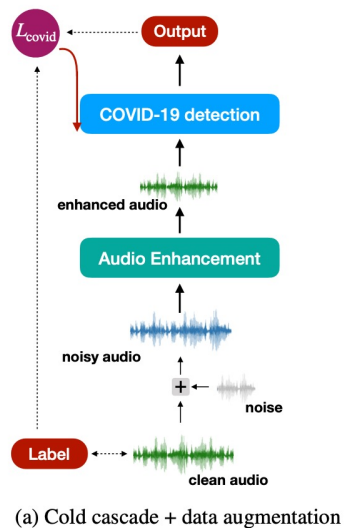 L_covid
Output
COVID-19 detection
enhanced audio
Audio Enhancement
noisy audio
+
noise
Label
clean audio
(a) Cold cascade + data augmentation